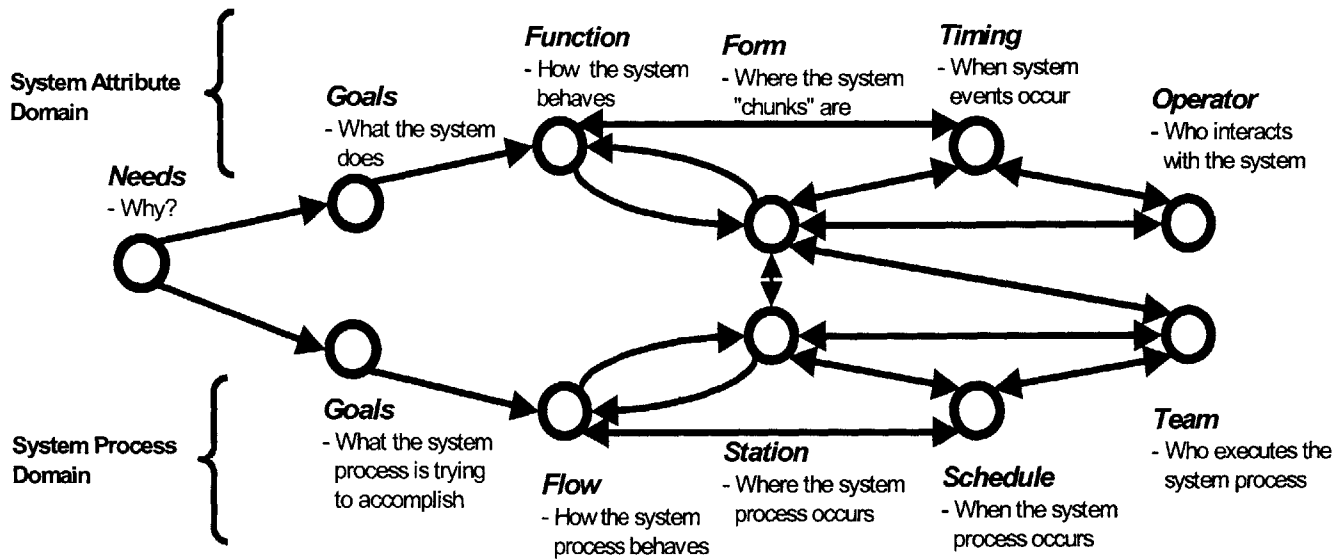 System Attribute
Domain
Needs
- Why?
Goals
- What the system
does
Function
- How the system
behaves
Form
- Where the system
"chunks" are
Timing
- When system
events occur
Operator
- Who interacts
with the system
System Process
Domain
Goals
- What the system
process is trying
to accomplish
Flow
- How the system
process behaves
Station
- Where the system
process occurs
Schedule
- When the system
process occurs
Team
- Who executes the
system process